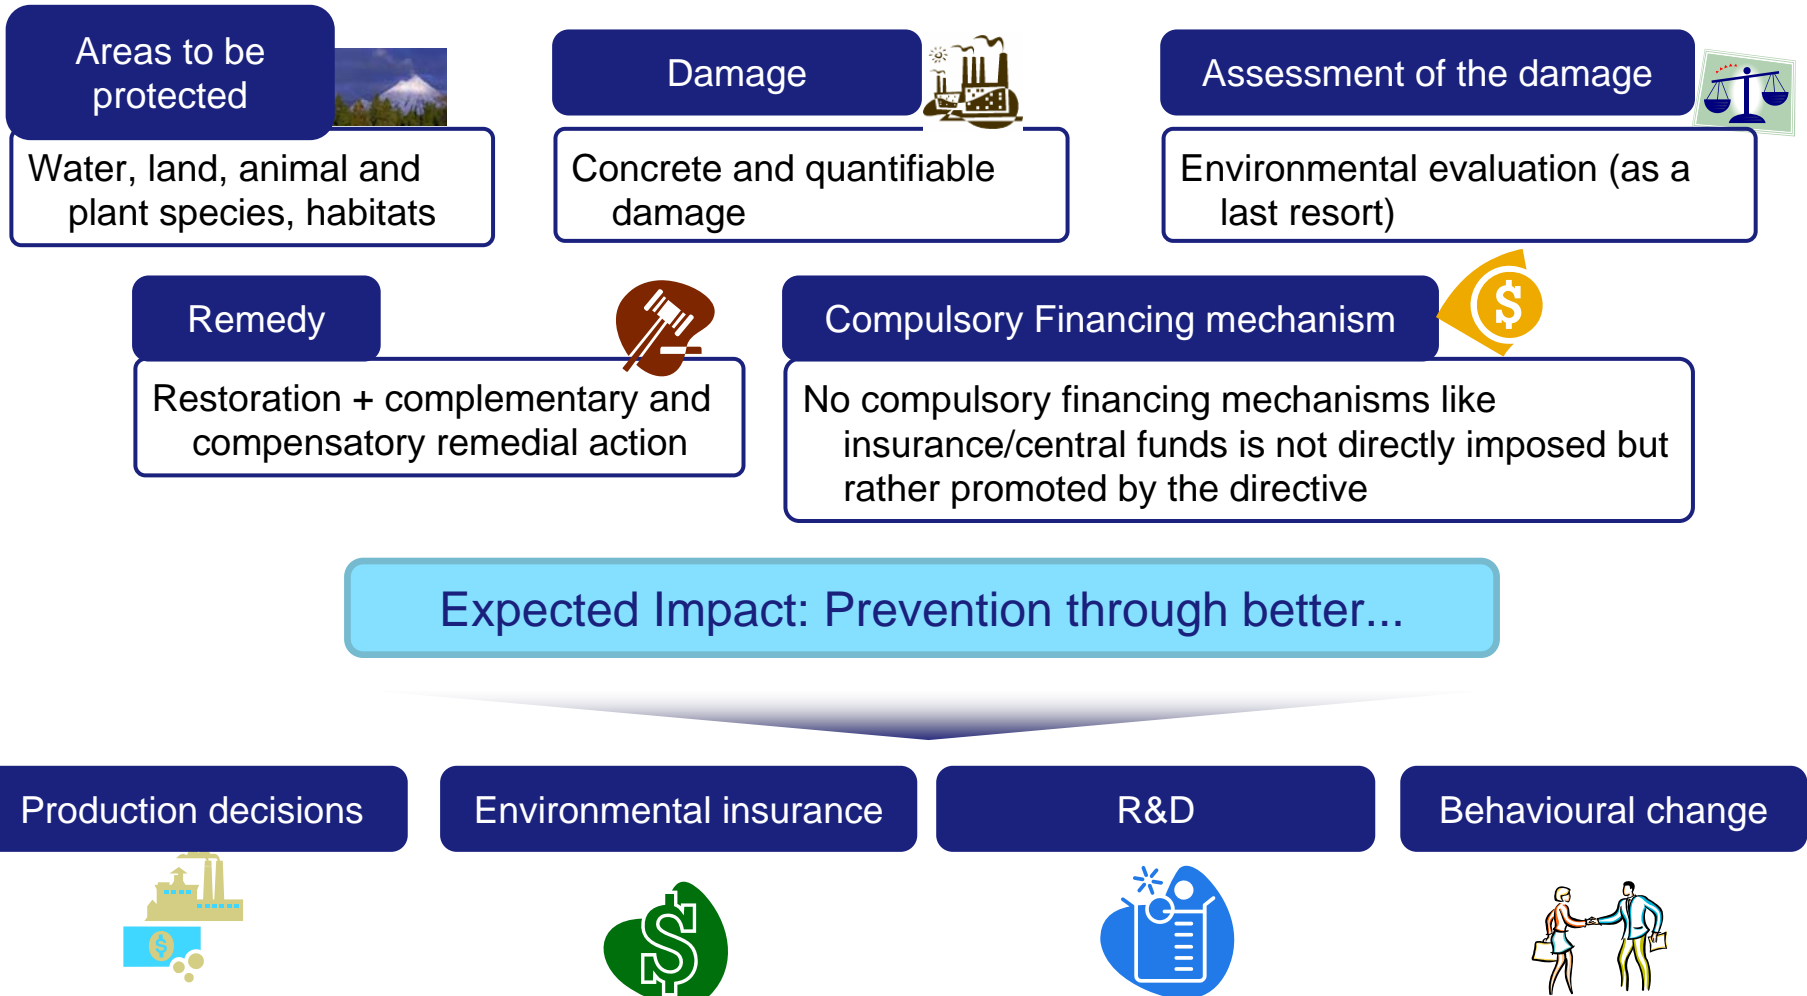 Areas to be
protected
Water, land, animal and
plant species, habitats
Damage
Concrete and quantifiable
damage
Assessment of the damage
Environmental evaluation (as a
last resort)
Remedy
Restoration + complementary and
compensatory remedial action
Compulsory Financing mechanism
$
No compulsory financing mechanisms like
insurance/central funds is not directly imposed but
rather promoted by the directive
Expected Impact: Prevention through better...
Production decisions
Environmental insurance
R&D
Behavioural change
$
$